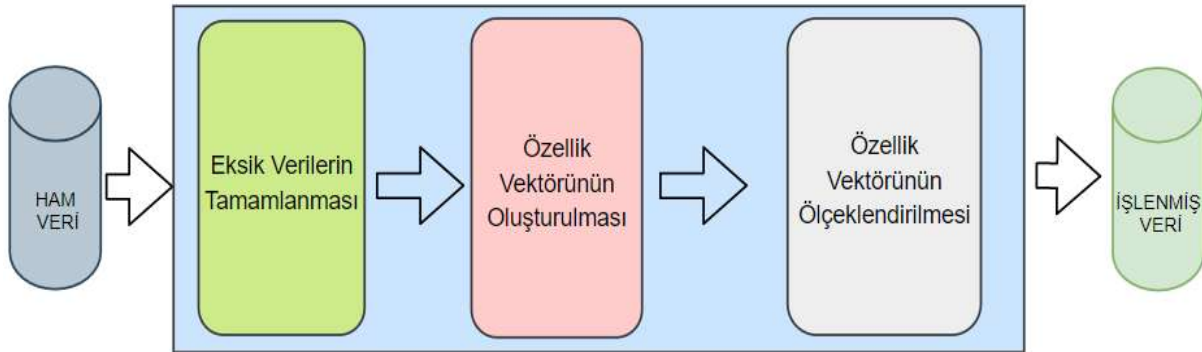 HAM
VERİ
Eksik Verilerin
Tamamlanması
Özellik
Vektörünün
Oluşturulması
Özellik
Vektörünün
Ölçeklendirilmesi
İŞLENMİŞ
VERİ